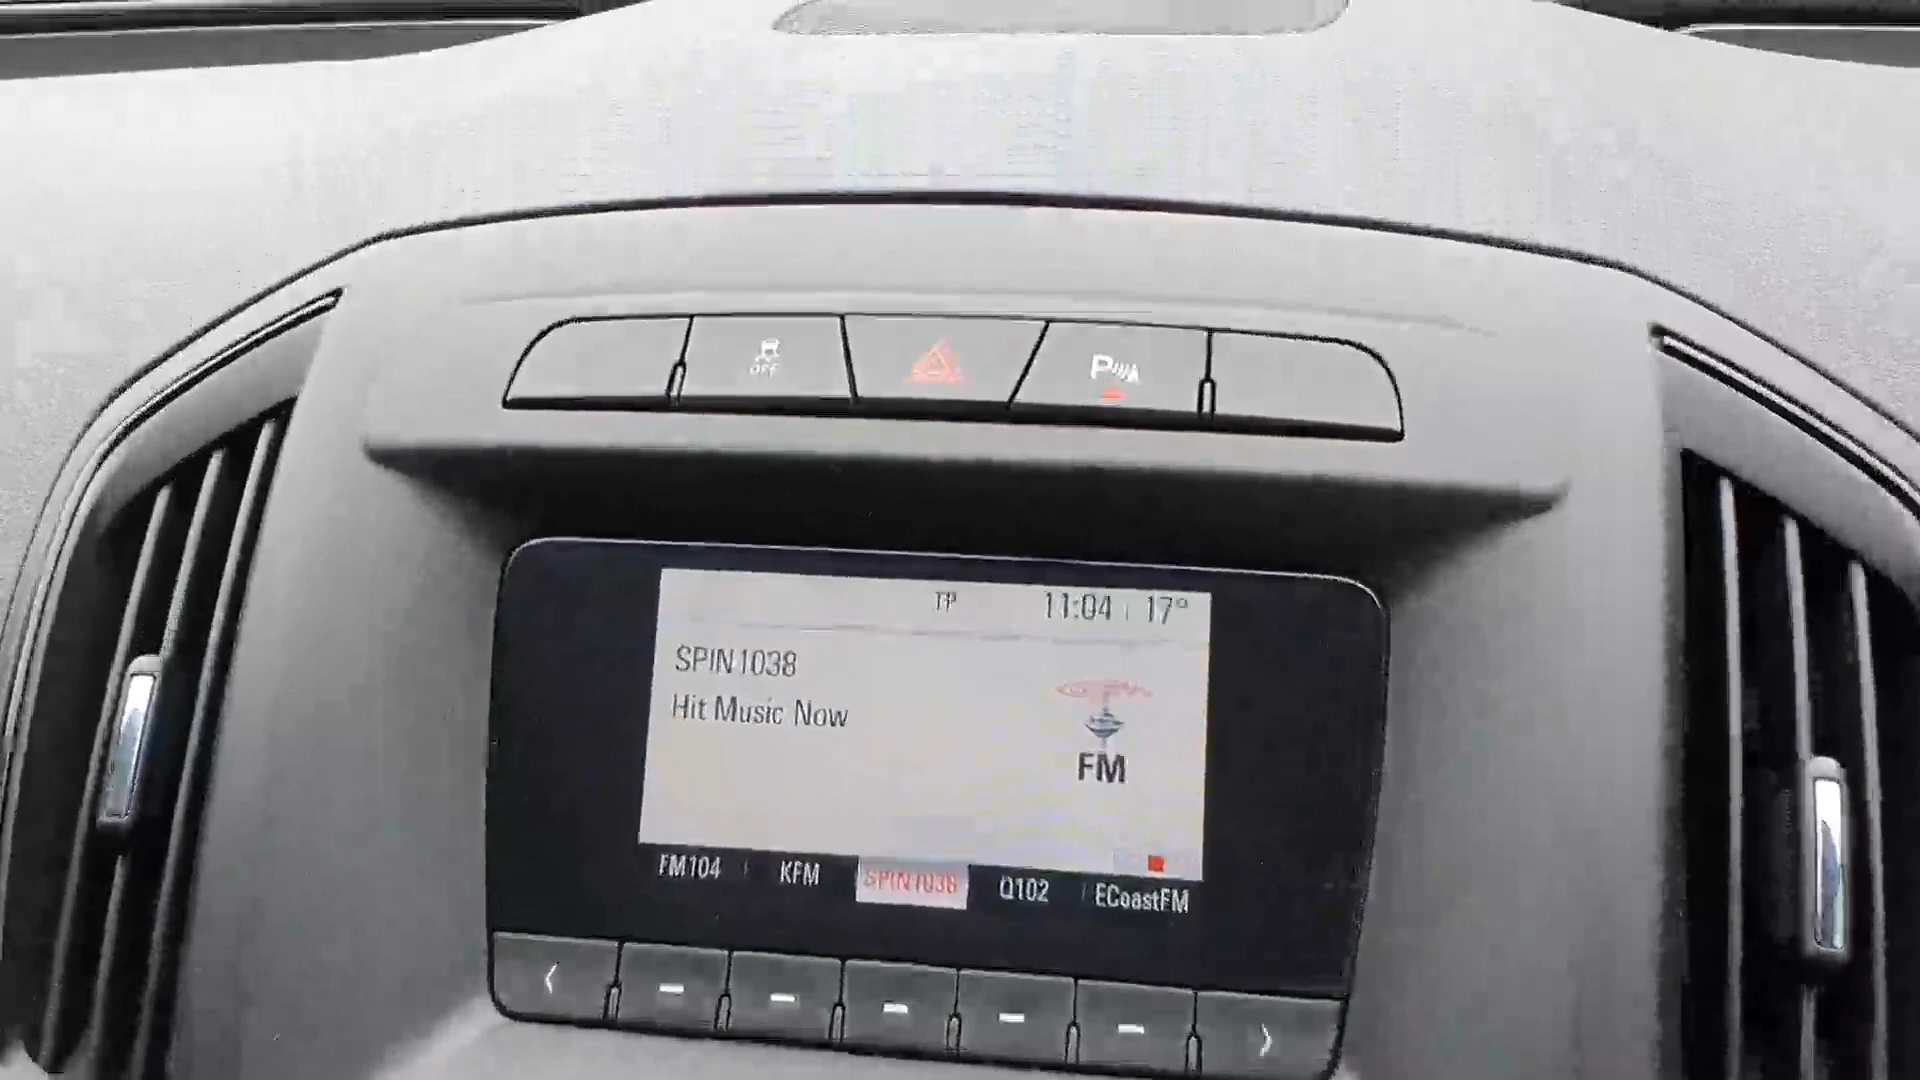 OFF
P
TP 11:04 17°
SPIN1038
Hit Music Now
FM
FM104 KFM SPIN1038 Q102 ECoastFM